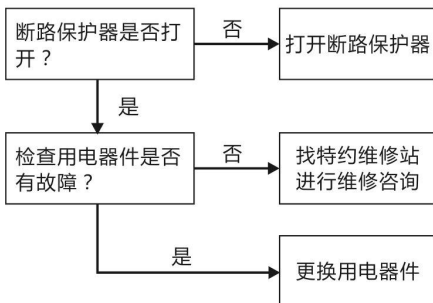 断路保护器是否打
开？
否
打开断路保护器
是
检查用电器件是否
有故障？
否
找特约维修站
进行维修咨询
是
更换用电器件